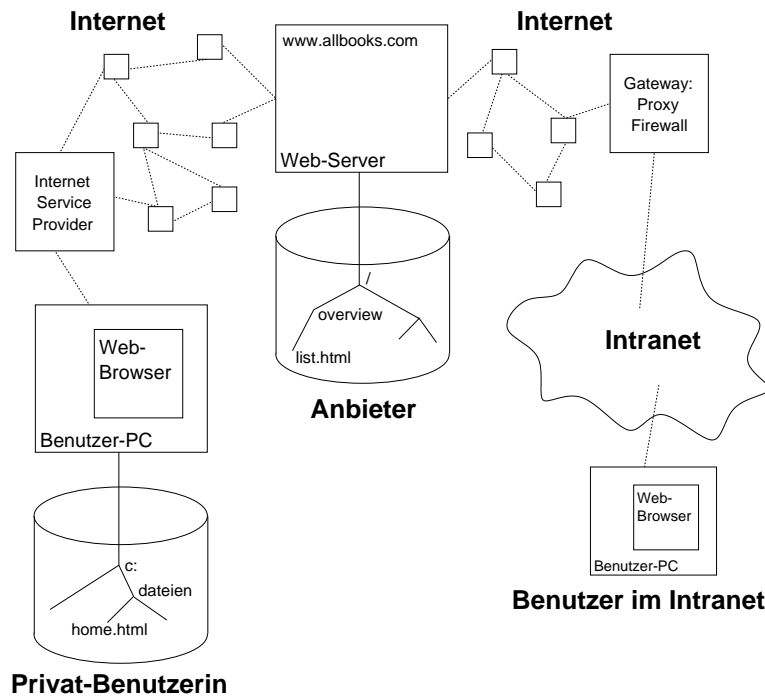 Internet
Internet
www.allbooks.com
Web-Server
Gateway:
Proxy
Firewall
Internet
Service
Provider
/
overview
list.html
Anbieter
Intranet
Web-
Browser
Benutzer-PC
Web-
Browser
Benutzer-PC
Benutzer im Intranet
c:
dateien
home.html
Privat-Benutzerin